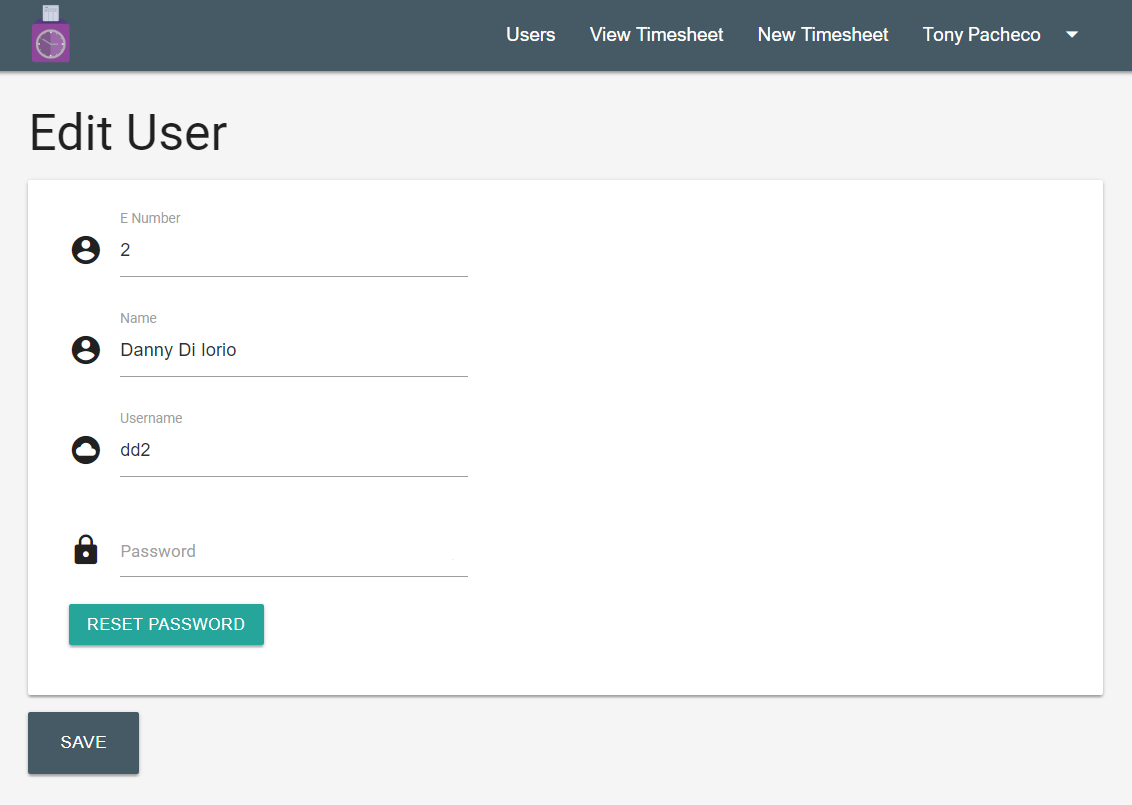 Users View Timesheet New Timesheet Tony Pacheco
Edit User
E Number
2
Name
Danny Di Iorio
Username
dd2
Password
RESET PASSWORD
SAVE